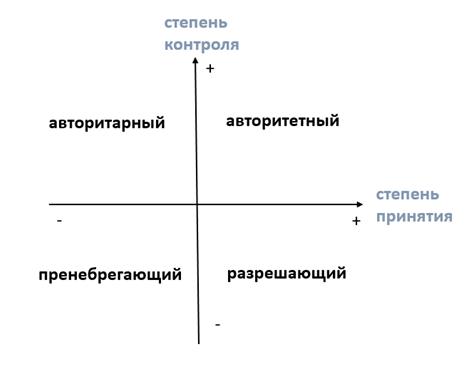 степень
контроля
+
авторитарный
авторитетный
степень
принятия
-
+
пренебрегающий
разрешающий
-